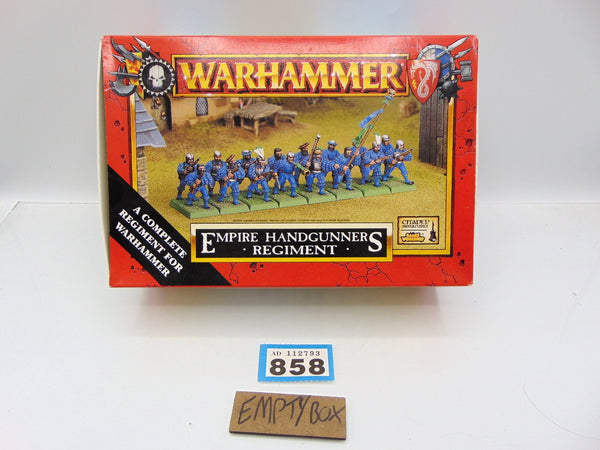 WARHAMMER
A COMPLETE
REGIMENT FOR
WARHAMMER
EMPIRE HANDGUNNERS
· REGIMENT ·
CITADEL
MINIATURES
AD 112793
858
EMPTY BOX